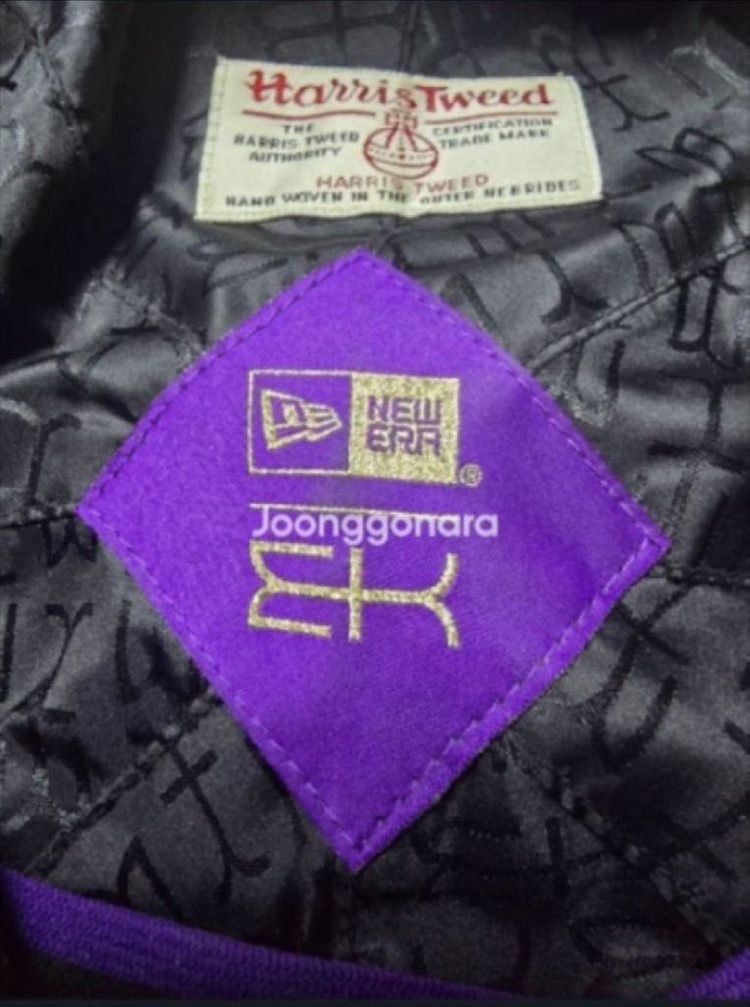 Harris Tweed
THE HARRIS TWEED AUTHORITY
CERTIFICATION TRADE MARK
HARRIS TWEED
HAND WOVEN IN THE OUTER HEBRIDES
NEW
ERA
®
Joonggonara